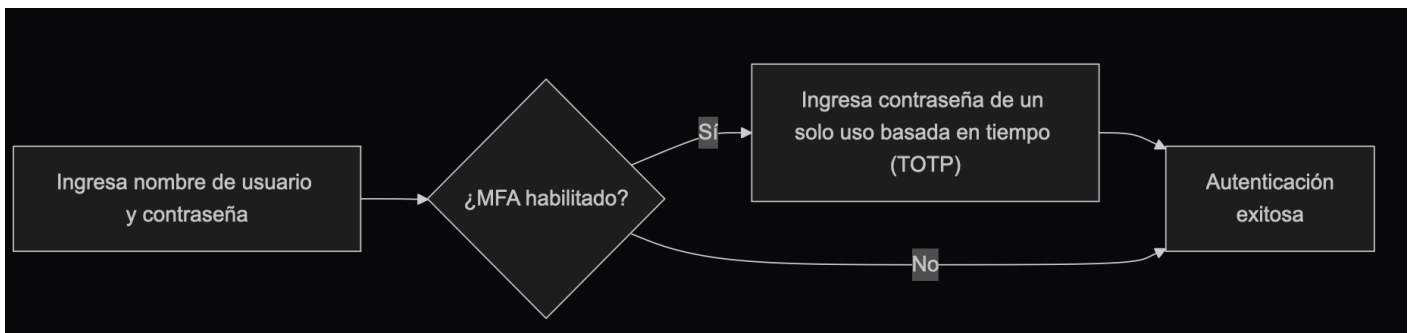 Ingresa nombre de usuario
y contraseña
¿MFA habilitado?
Sí
Ingresa contraseña de un
solo uso basada en tiempo
(TOTP)
No
Autenticación
exitosa